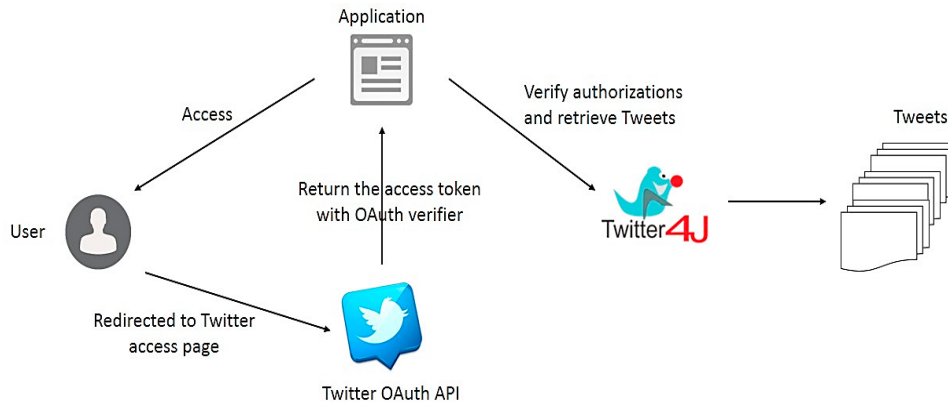 Application
Access
Verify authorizations
and retrieve Tweets
Tweets
Return the access token
with OAuth verifier
User
Twitter4J
Redirected to Twitter
access page
Twitter OAuth API